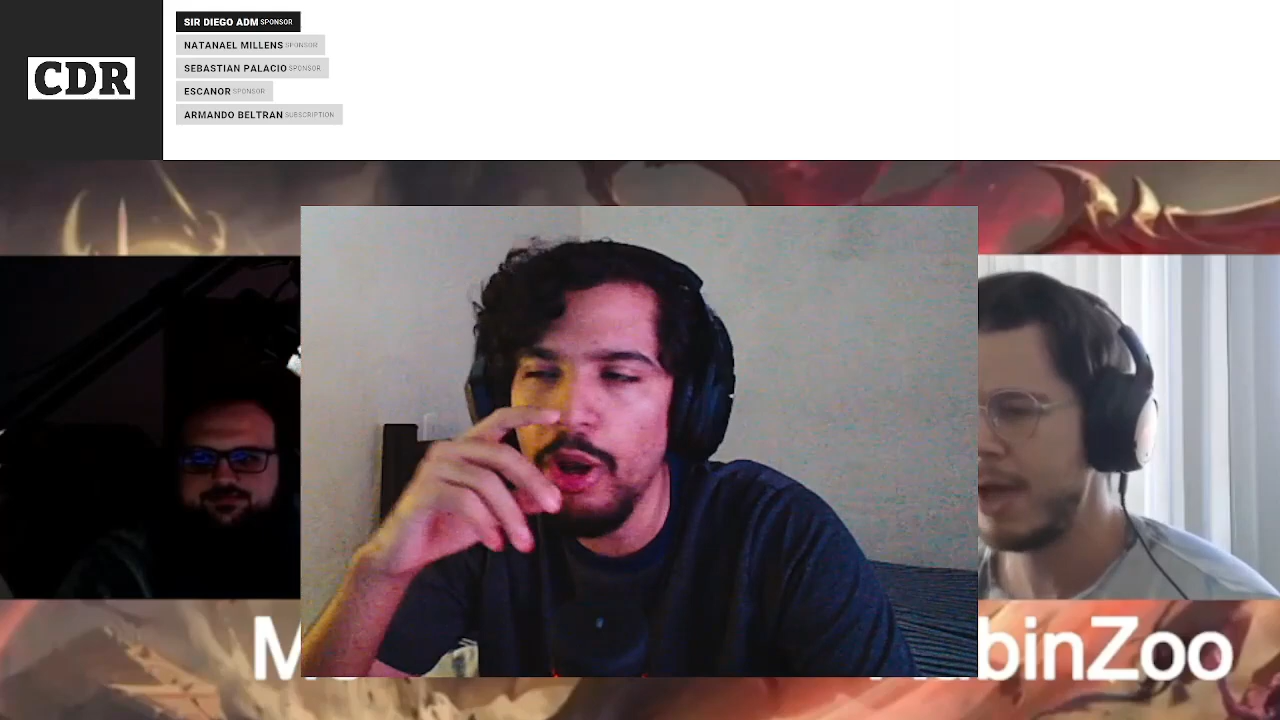 CDR
SIR DIEGO ADM SPONSOR
NATANAEL MILLENS SPONSOR
SEBASTIAN PALACIO SPONSOR
ESCANOR SPONSOR
ARMANDO BELTRAN SUBSCRIPTION
binZoo